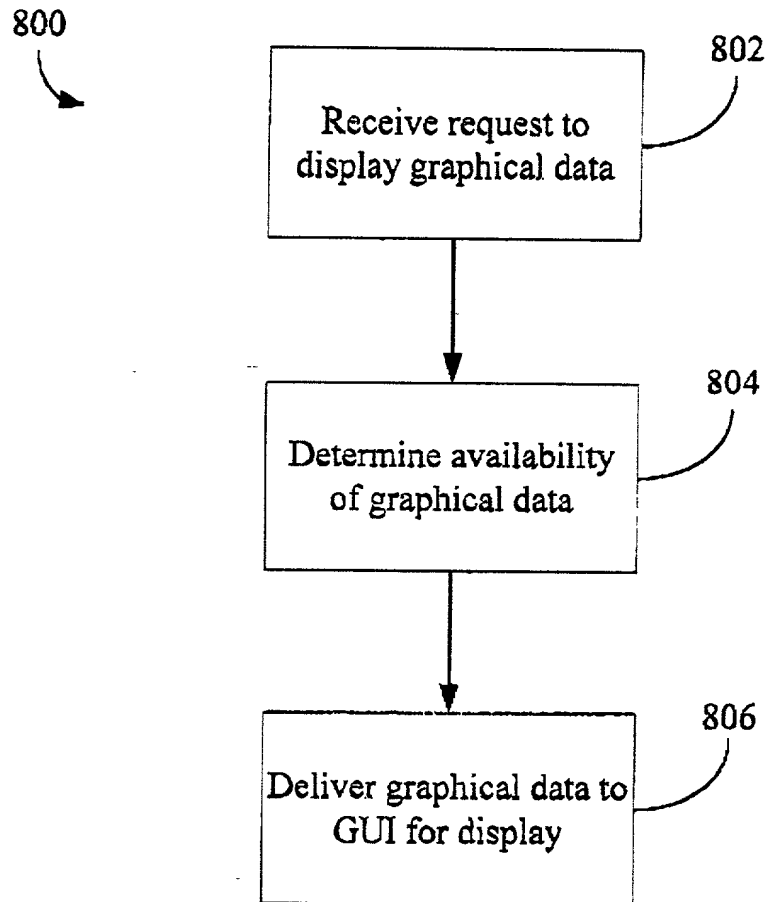 800
802
Receive request to
display graphical data
804
Determine availability
of graphical data
806
Deliver graphical data to
GUI for display